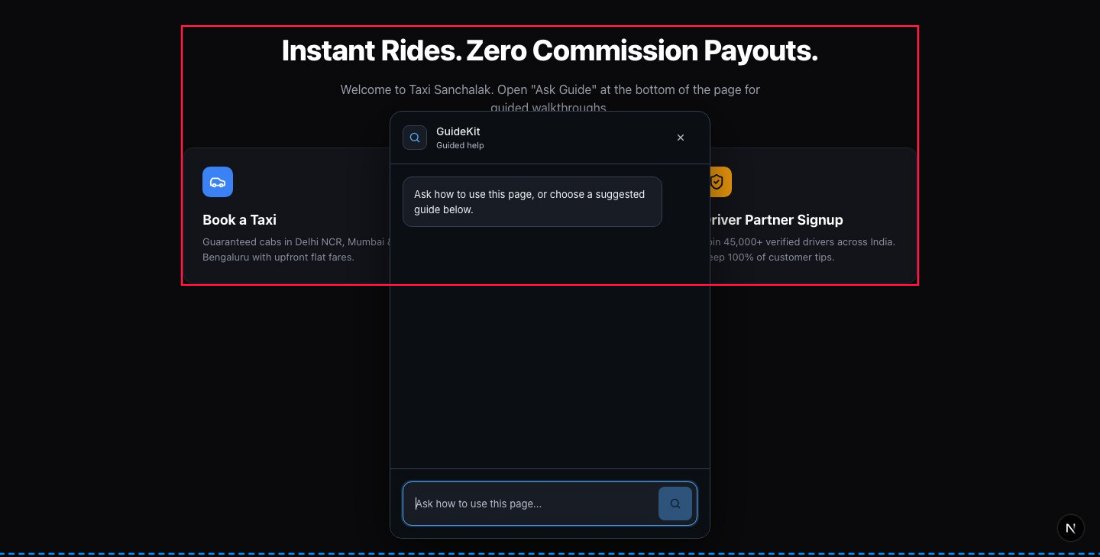 Instant Rides. Zero Commission Payouts.
Welcome to Taxi Sanchalak. Open "Ask Guide" at the bottom of the page for
guided walkthroughs
GuideKit
Guided help
Ask how to use this page, or choose a suggested
guide below.
Book a Taxi
Guaranteed cabs in Delhi NCR, Mumbai &
Bengaluru with upfront flat fares.
Driver Partner Signup
Join 45,000+ verified drivers across India.
Keep 100% of customer tips.
Ask how to use this page...
N